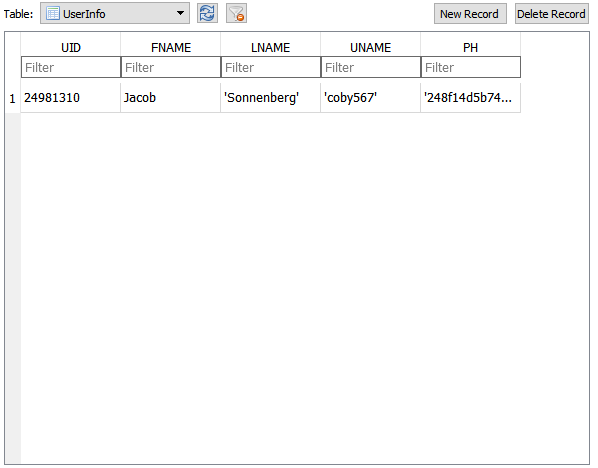 Table: UserInfo New Record Delete Record
UID FNAME LNAME UNAME PH
Filter Filter Filter Filter Filter
1 24981310 Jacob 'Sonnenberg' 'coby567' '248f14d5b74...